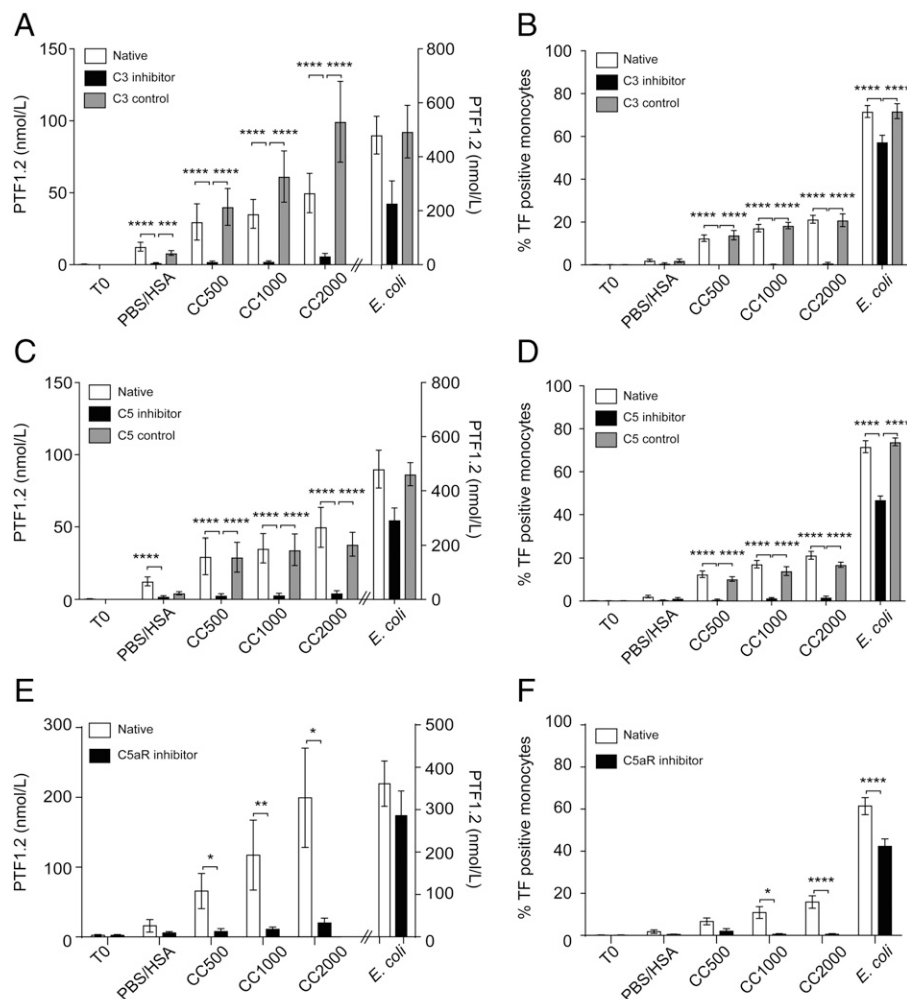 A
PTF1.2 (nmol/L)
150
100
50
0
Native
C3 inhibitor
C3 control
**** ***
**** ****
**** ****
**** ****
800
600
400
200
0
PTF1.2 (nmol/L)
T0
PBS/HSA
CC500
CC1000
CC2000
E. coli
B
% TF positive monocytes
100
80
60
40
20
0
Native
C3 inhibitor
C3 control
**** ****
**** ****
**** ****
**** ****
T0
PBS/HSA
CC500
CC1000
CC2000
E. coli
C
PTF1.2 (nmol/L)
150
100
50
0
Native
C5 inhibitor
C5 control
****
**** ****
**** ****
**** ****
800
600
400
200
0
PTF1.2 (nmol/L)
T0
PBS/HSA
CC500
CC1000
CC2000
E. coli
D
% TF positive monocytes
100
80
60
40
20
0
Native
C5 inhibitor
C5 control
**** ****
**** ****
**** ****
**** ****
T0
PBS/HSA
CC500
CC1000
CC2000
E. coli
E
PTF1.2 (nmol/L)
300
200
100
0
Native
C5aR inhibitor
*
**
*
500
400
300
200
100
0
PTF1.2 (nmol/L)
T0
PBS/HSA
CC500
CC1000
CC2000
E. coli
F
% TF positive monocytes
100
80
60
40
20
0
Native
C5aR inhibitor
*
****
****
T0
PBS/HSA
CC500
CC1000
CC2000
E. coli